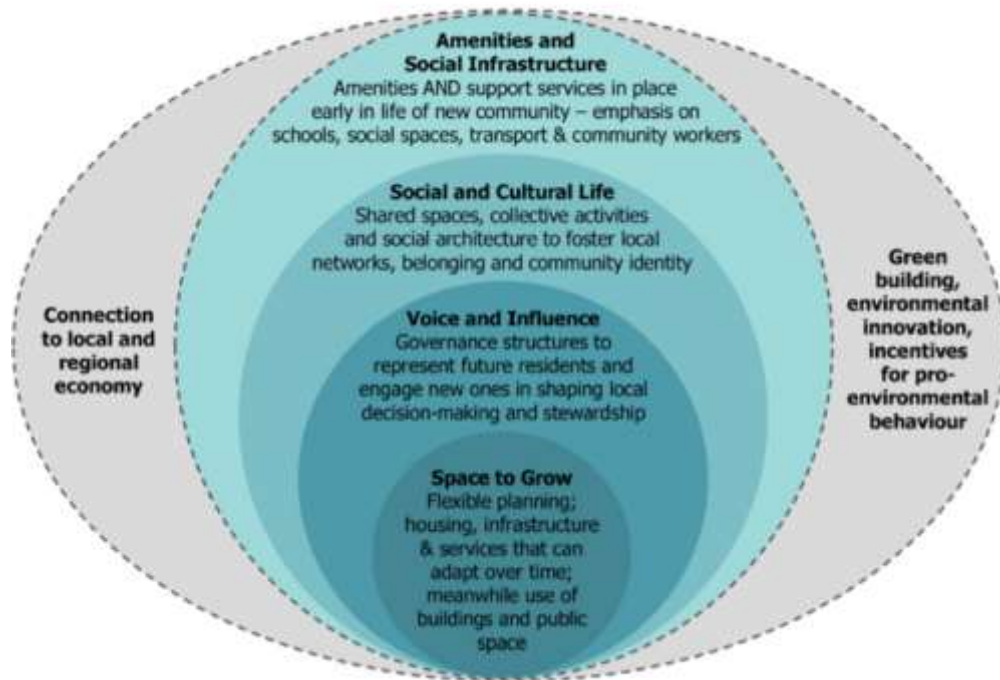 Amenities and
Social Infrastructure
Amenities AND support services in place
early in life of new community – emphasis on
schools, social spaces, transport & community workers
Social and Cultural Life
Shared spaces, collective activities
and social architecture to foster local
networks, belonging and community identity
Voice and Influence
Governance structures to
represent future residents and
engage new ones in shaping local
decision-making and stewardship
Space to Grow
Flexible planning;
housing, infrastructure
& services that can
adapt over time;
meanwhile use of
buildings and public
space
Connection
to local and
regional
economy
Green
building,
environmental
innovation,
incentives
for pro-
environmental
behaviour